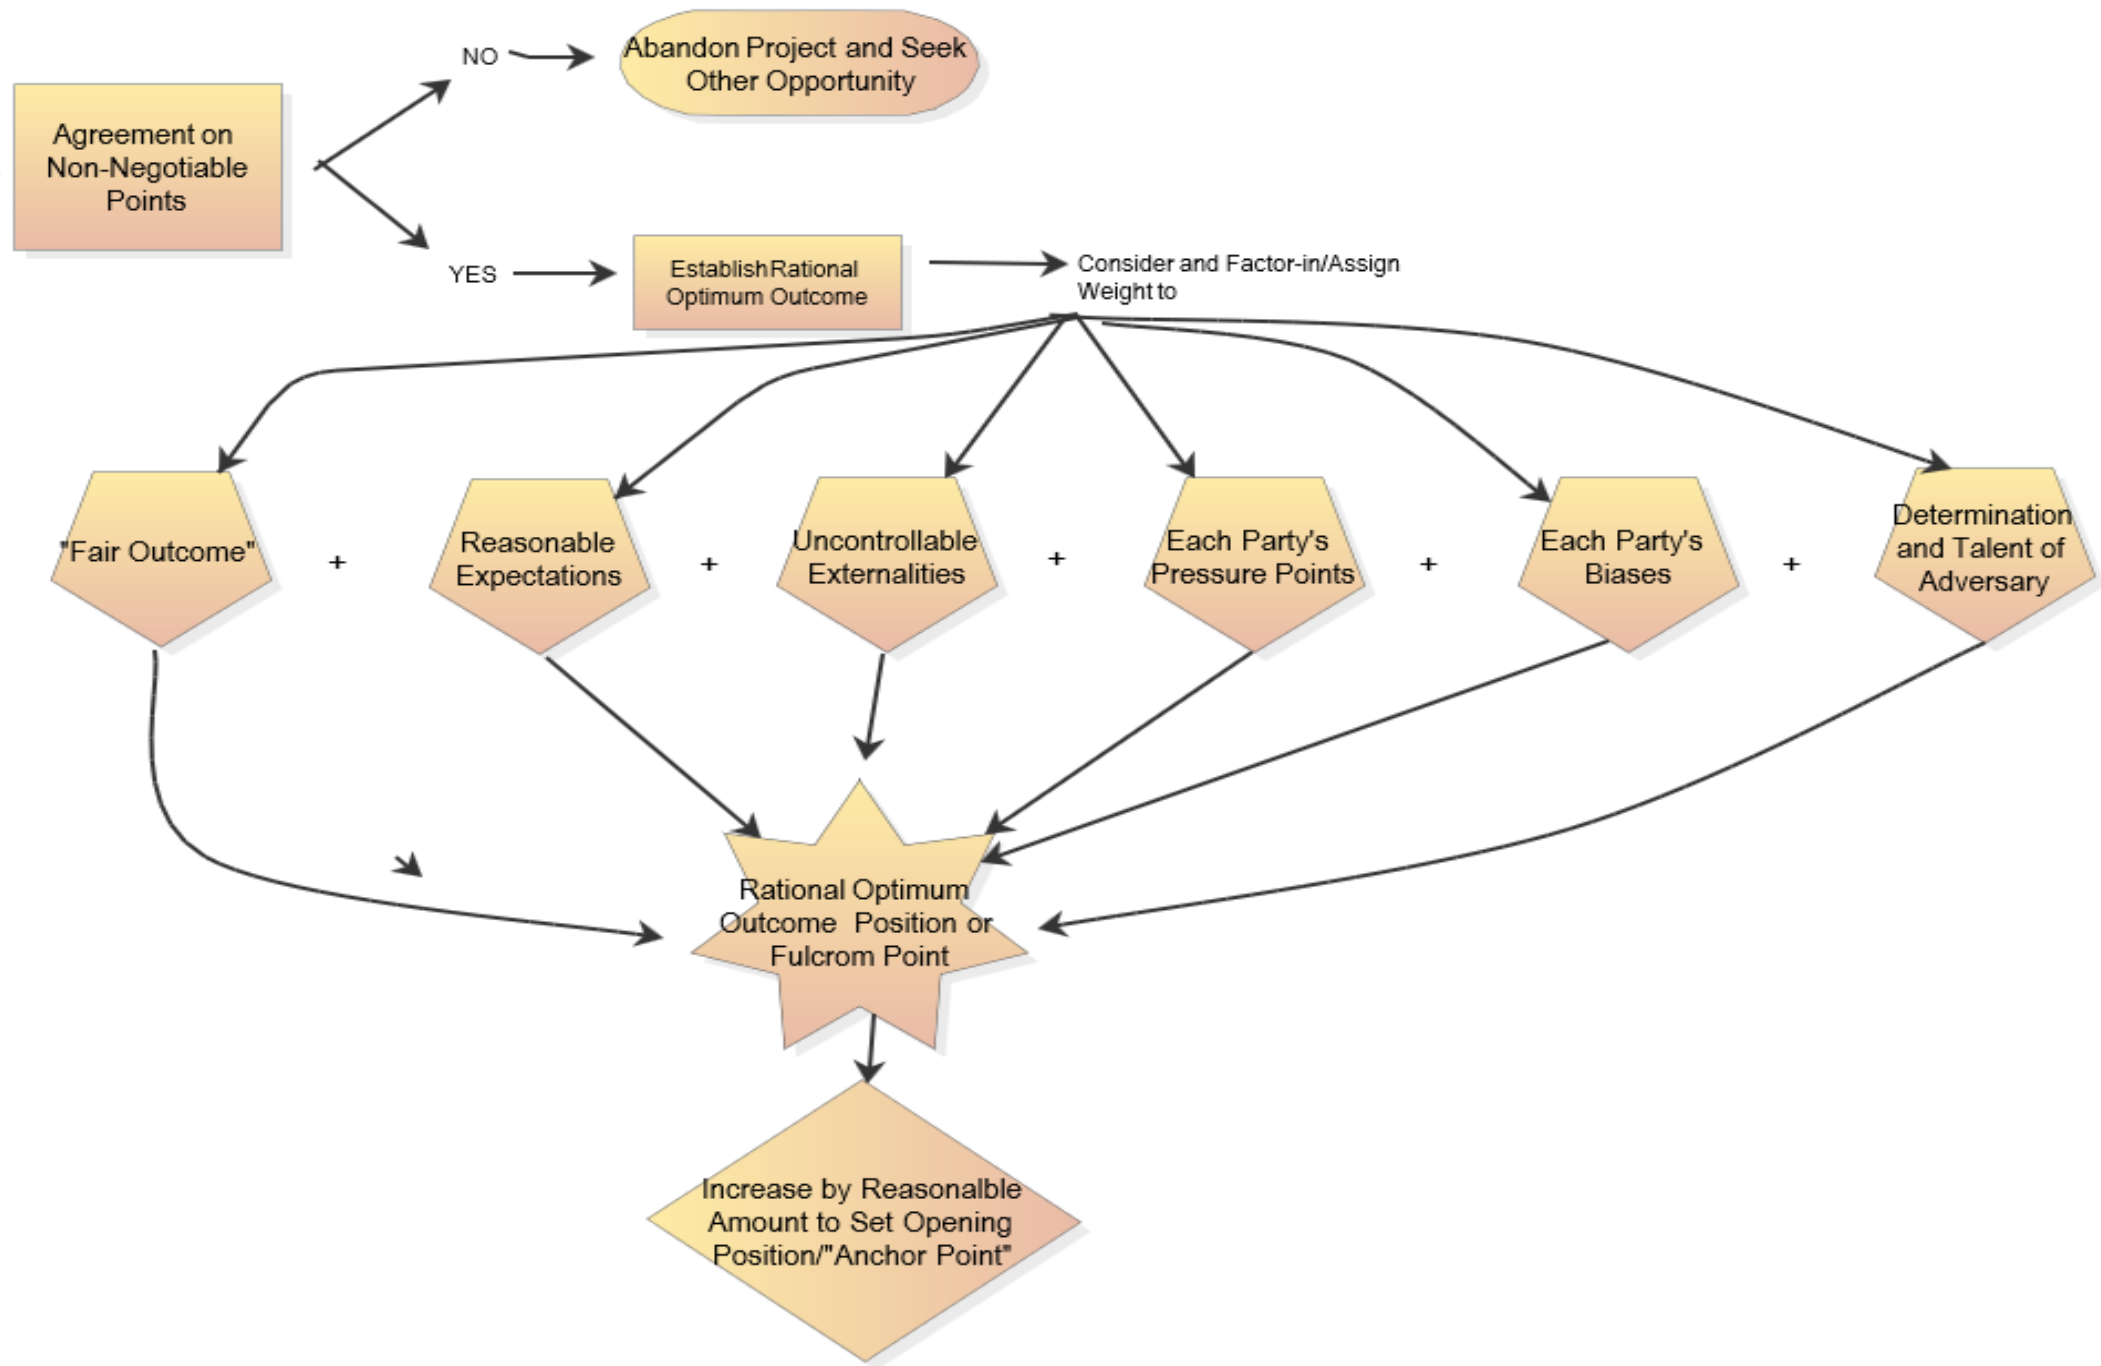 NO
Abandon Project and Seek
Other Opportunity
Agreement on
Non-Negotiable
Points
YES
EstablishRational
Optimum Outcome
Consider and Factor-in/Assign
Weight to
"Fair Outcome"
+
Reasonable
Expectations
+
Uncontrollable
Externalities
+
Each Party's
Pressure Points
+
Each Party's
Biases
+
Determination
and Talent of
Adversary
Rational Optimum
Outcome  Position or
Fulcrom Point
Increase by Reasonalble
Amount to Set Opening
Position/"Anchor Point"